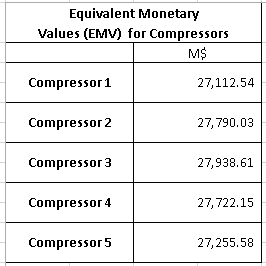 Equivalent Monetary
Values (EMV) for Compressors
M$
Compressor 1 27,112.54
Compressor 2 27,790.03
Compressor 3 27,938.61
Compressor 4 27,722.15
Compressor 5 27,255.58